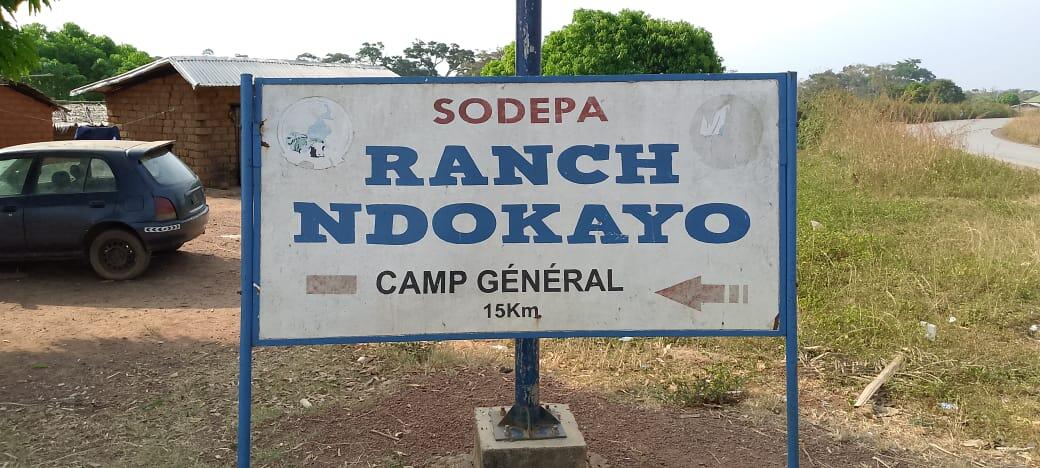 SODEPA
RANCH
NDOKAYO
CAMP GÉNÉRAL
15Km